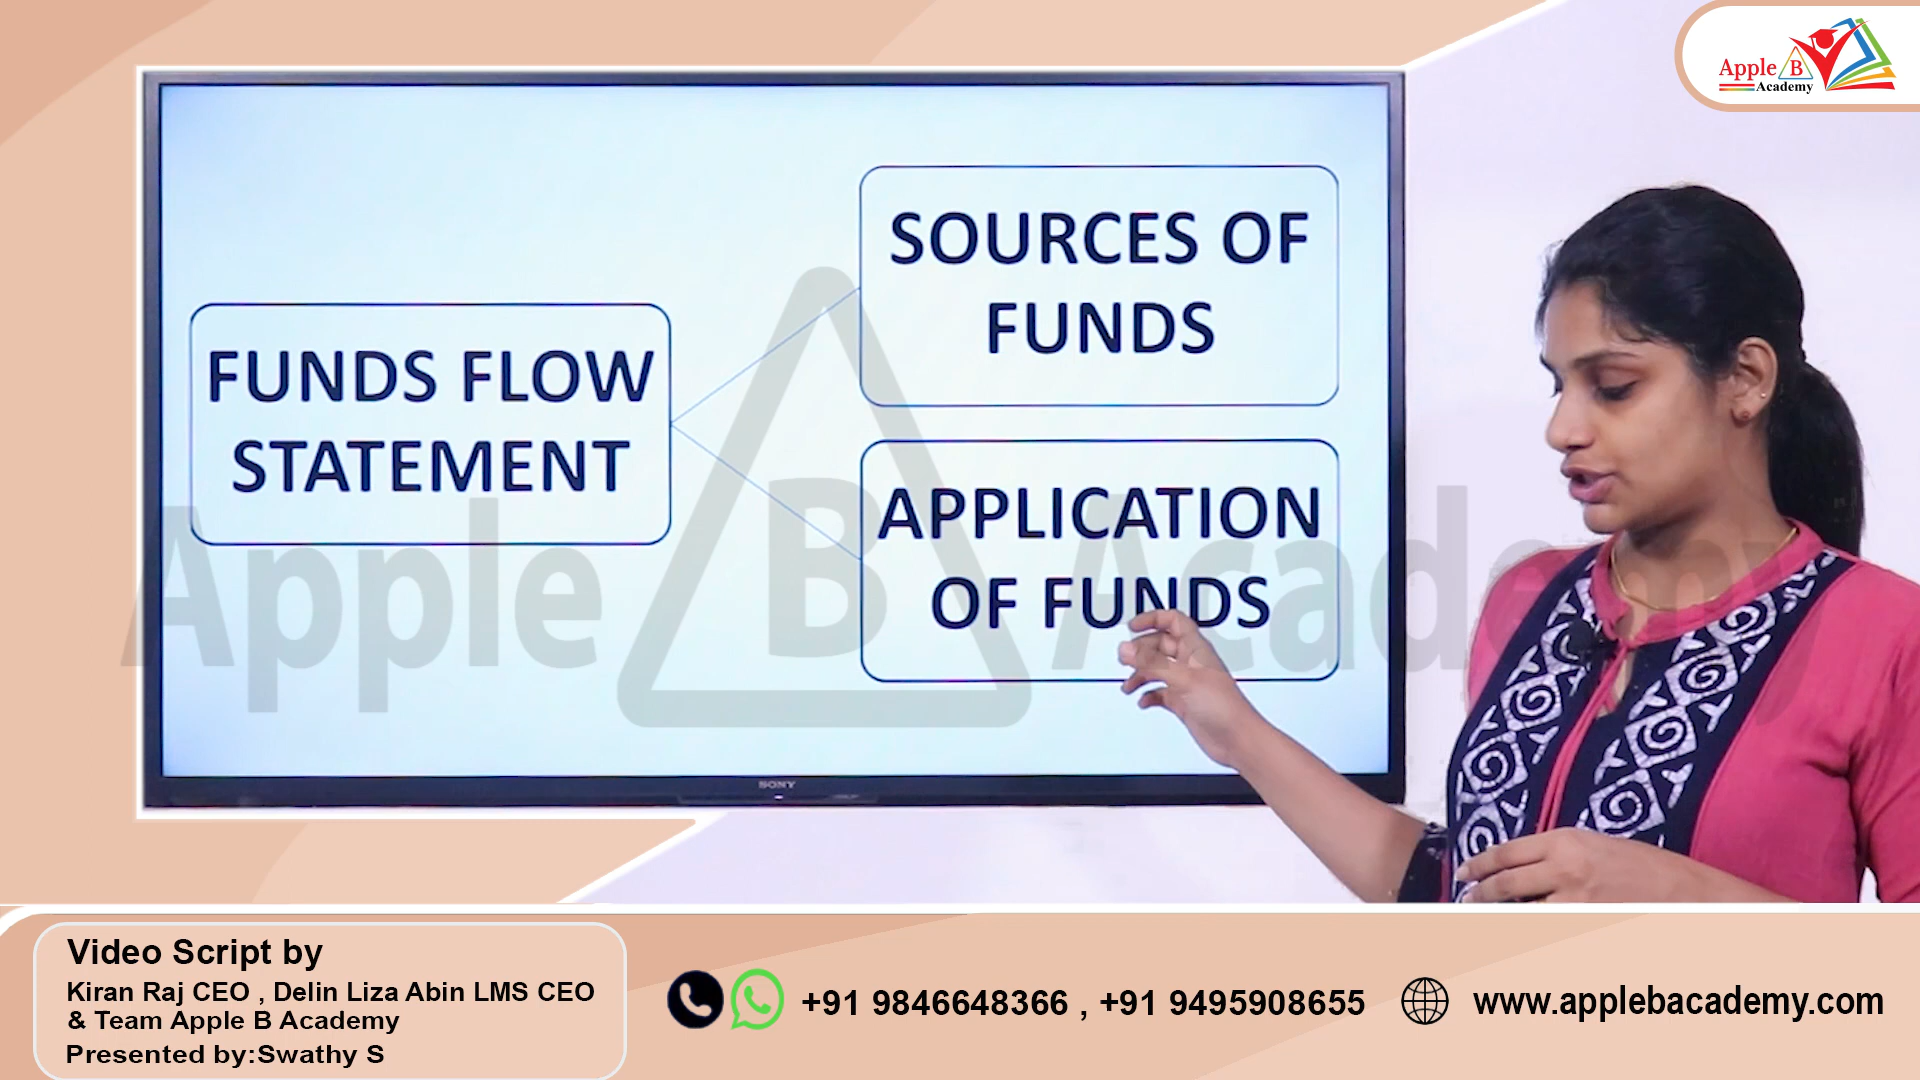 Apple B
Academy
FUNDS FLOW
STATEMENT
SOURCES OF
FUNDS
APPLICATION
OF FUNDS
Apple B Academy
SONY
Video Script by
Kiran Raj CEO , Delin Liza Abin LMS CEO
& Team Apple B Academy
Presented by:Swathy S
+91 9846648366 , +91 9495908655
www.applebacademy.com